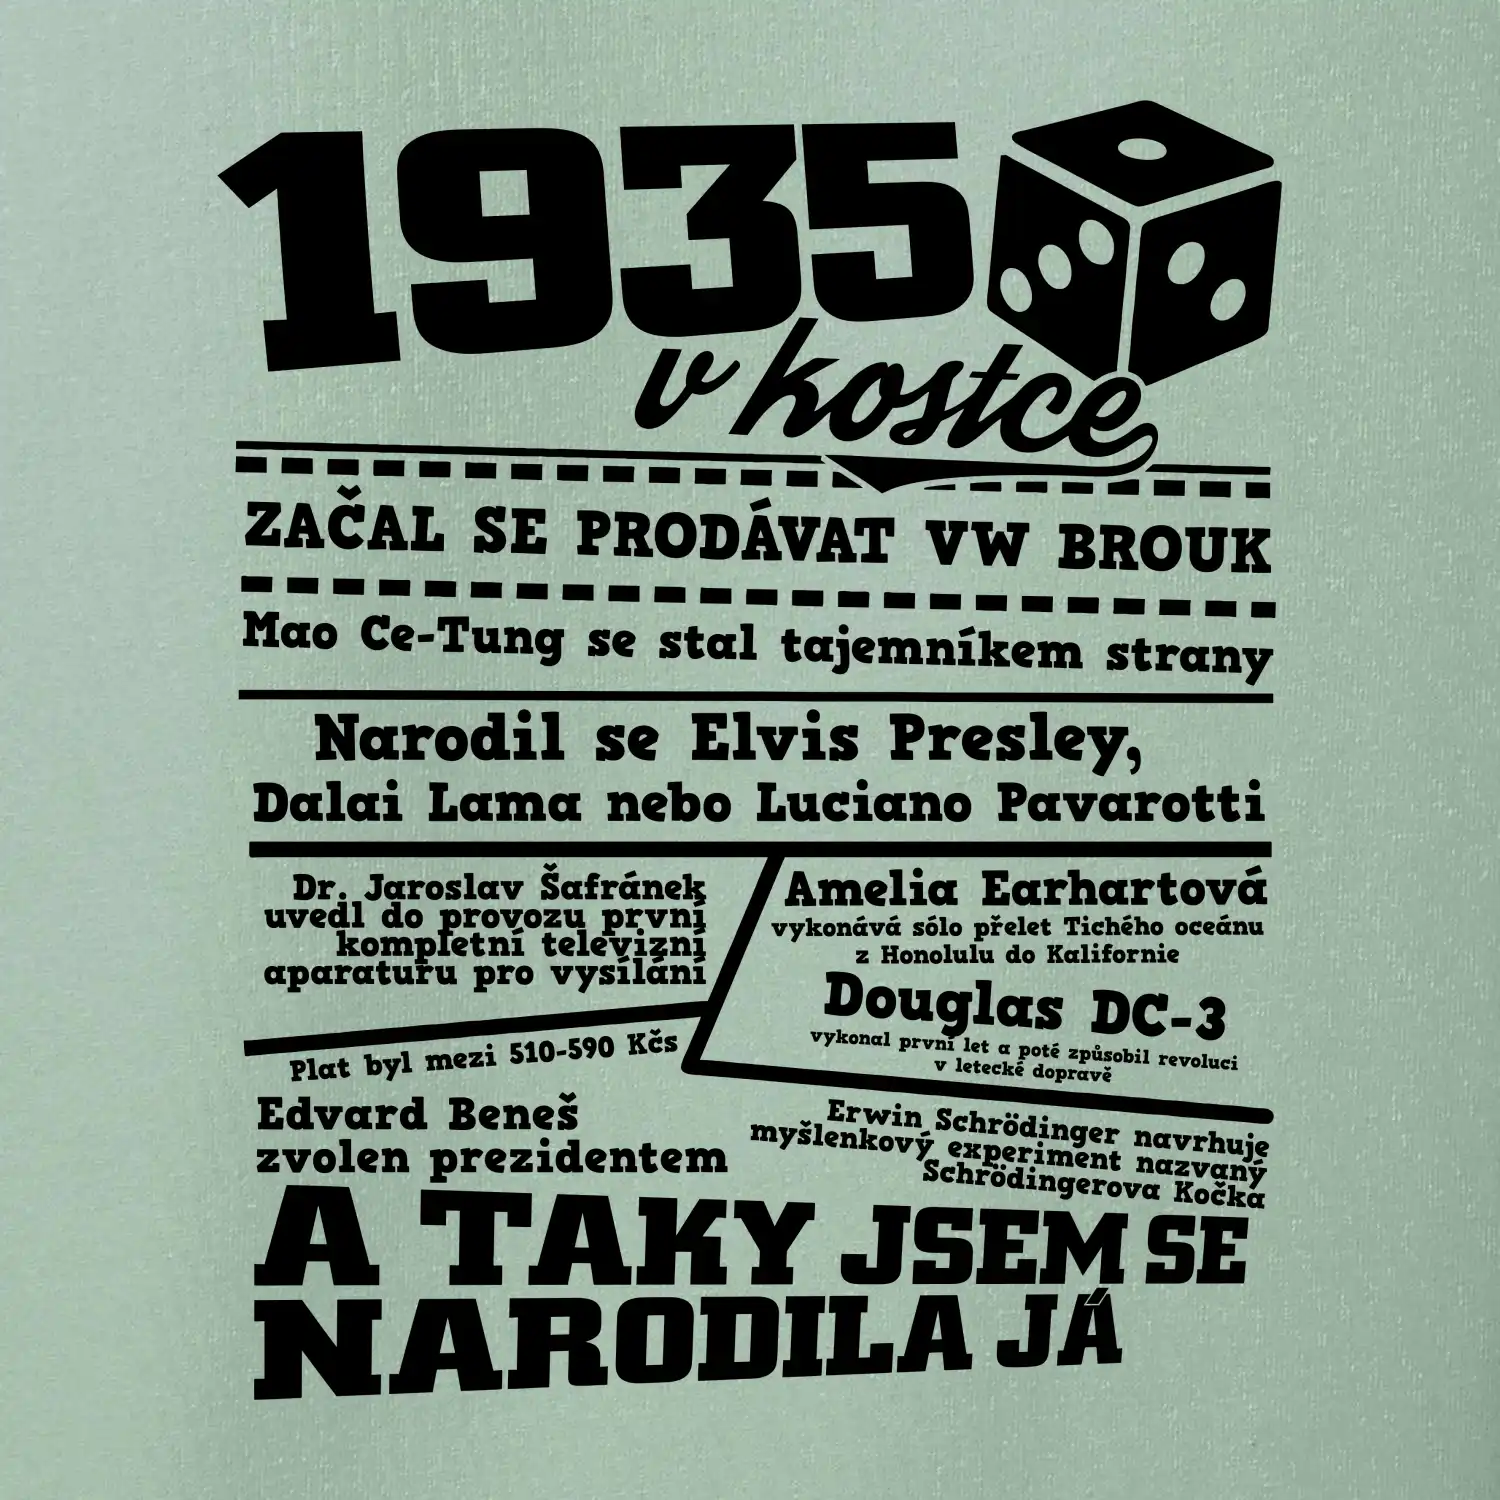 1935
v kostce
ZAČAL SE PRODÁVAT VW BROUK
Mao Ce-Tung se stal tajemníkem strany
Narodil se Elvis Presley,
Dalai Lama nebo Luciano Pavarotti
Dr. Jaroslav Šafránek
uvedl do provozu první
kompletní televizní
aparaturu pro vysílání
Amelia Earhartová
vykonává sólo přelet Tichého oceánu
z Honolulu do Kalifornie
Douglas DC-3
vykonal první let a poté způsobil revoluci
v letecké dopravě
Plat byl mezi 510-590 Kčs
Edvard Beneš
zvolen prezidentem
Erwin Schrödinger navrhuje
myšlenkový experiment nazvaný
Schrödingerova Kočka
A TAKY JSEM SE
NARODILA JÁ